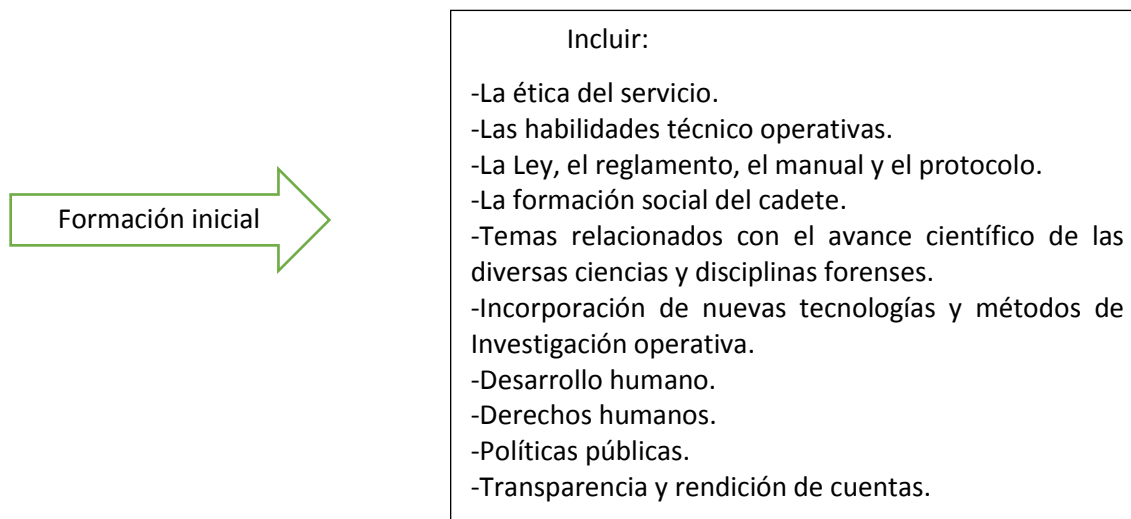 Formación inicial
Incluir:
-La ética del servicio.
-Las habilidades técnico operativas.
-La Ley, el reglamento, el manual y el protocolo.
-La formación social del cadete.
-Temas relacionados con el avance científico de las
diversas ciencias y disciplinas forenses.
-Incorporación de nuevas tecnologías y métodos de
Investigación operativa.
-Desarrollo humano.
-Derechos humanos.
-Políticas públicas.
-Transparencia y rendición de cuentas.